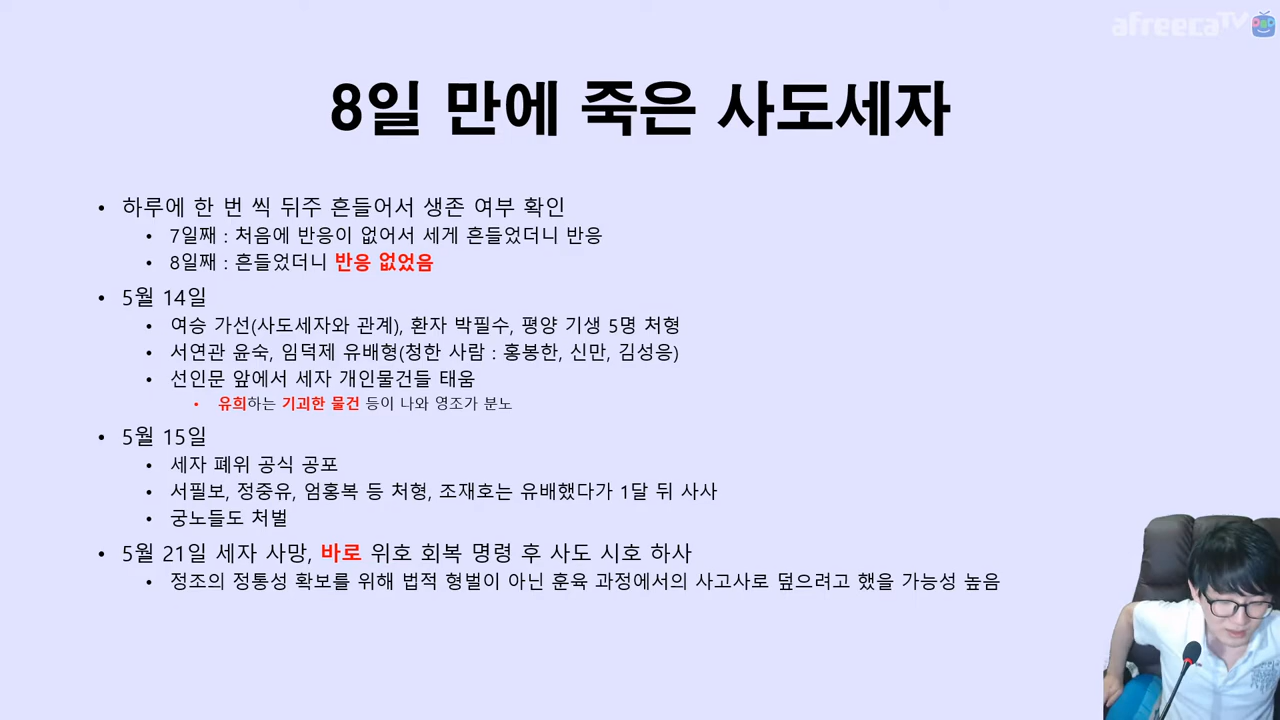 afreecaTV
8일 만에 죽은 사도세자
• 하루에 한 번 씩 뒤주 흔들어서 생존 여부 확인
• 7일째 : 처음에 반응이 없어서 세게 흔들었더니 반응
• 8일째 : 흔들었더니 반응 없었음
• 5월 14일
• 여승 가선(사도세자와 관계), 환자 박필수, 평양 기생 5명 처형
• 서연관 윤숙, 임덕제 유배형(청한 사람 : 홍봉한, 신만, 김성응)
• 선인문 앞에서 세자 개인물건들 태움
• 유희하는 기괴한 물건 등이 나와 영조가 분노
• 5월 15일
• 세자 폐위 공식 공포
• 서필보, 정중유, 엄홍복 등 처형, 조재호는 유배했다가 1달 뒤 사사
• 궁노들도 처벌
• 5월 21일 세자 사망, 바로 위호 회복 명령 후 사도 시호 하사
• 정조의 정통성 확보를 위해 법적 형벌이 아닌 훈육 과정에서의 사고사로 덮으려고 했을 가능성 높음